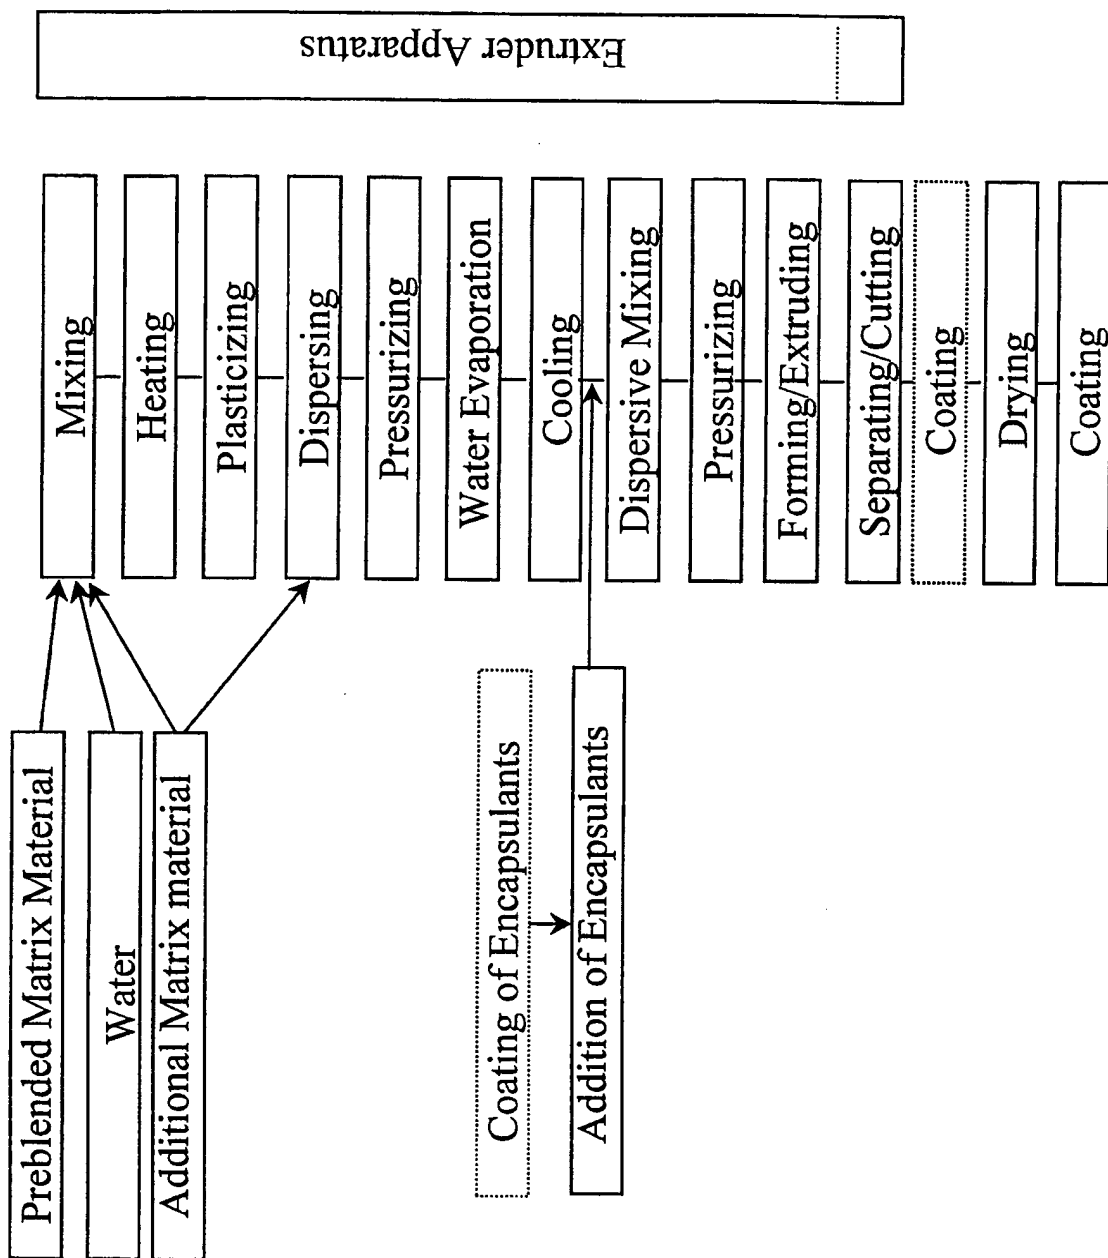 Preblended Matrix Material
Water
Additional Matrix material
Coating of Encapsulants
Addition of Encapsulants
Mixing
Heating
Plasticizing
Dispersing
Pressurizing
Water Evaporation
Cooling
Dispersive Mixing
Pressurizing
Forming/Extruding
Separating/Cutting
Coating
Drying
Coating
Extruder Apparatus